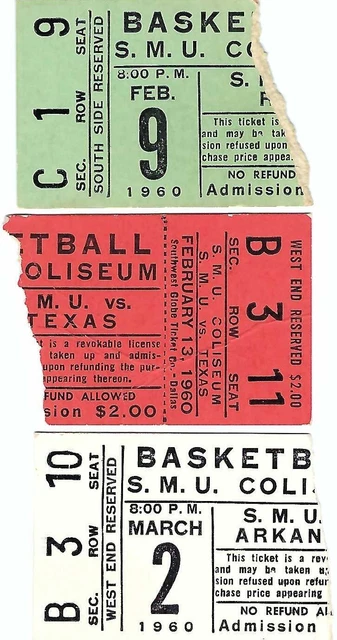 C 1 9
SEC. ROW SEAT
SOUTH SIDE RESERVED
BASKE
S. M. U. CO
8:00 P. M.
FEB.
9
1960
S.
This ticket is
and may be tak
sion refused upon
chase price appea
NO REFUND
Admission
TBALL
OLISEUM
M. U. vs.
TEXAS
t is a revokable license
taken up and admis-
upon refunding the pur-
appearing thereon.
FUND ALLOWED
sion $2.00
WEST END RESERVED $2.00
SEC. ROW SEAT
B 3 11
S. M. U. COLISEUM
S. M. U. vs. TEXAS
FEBRUARY 13, 1960
Southwest Globe Ticket Co. - Dallas
B 3 10
SEC. ROW SEAT
WEST END RESERVED
BASKETB
S. M. U. COLI
8:00 P. M.
MARCH
2
1960
S. M. U.
ARKAN
This ticket is a rev
and may be taken u
sion refused upon refun
chase price appearing
NO REFUND AL
Admission